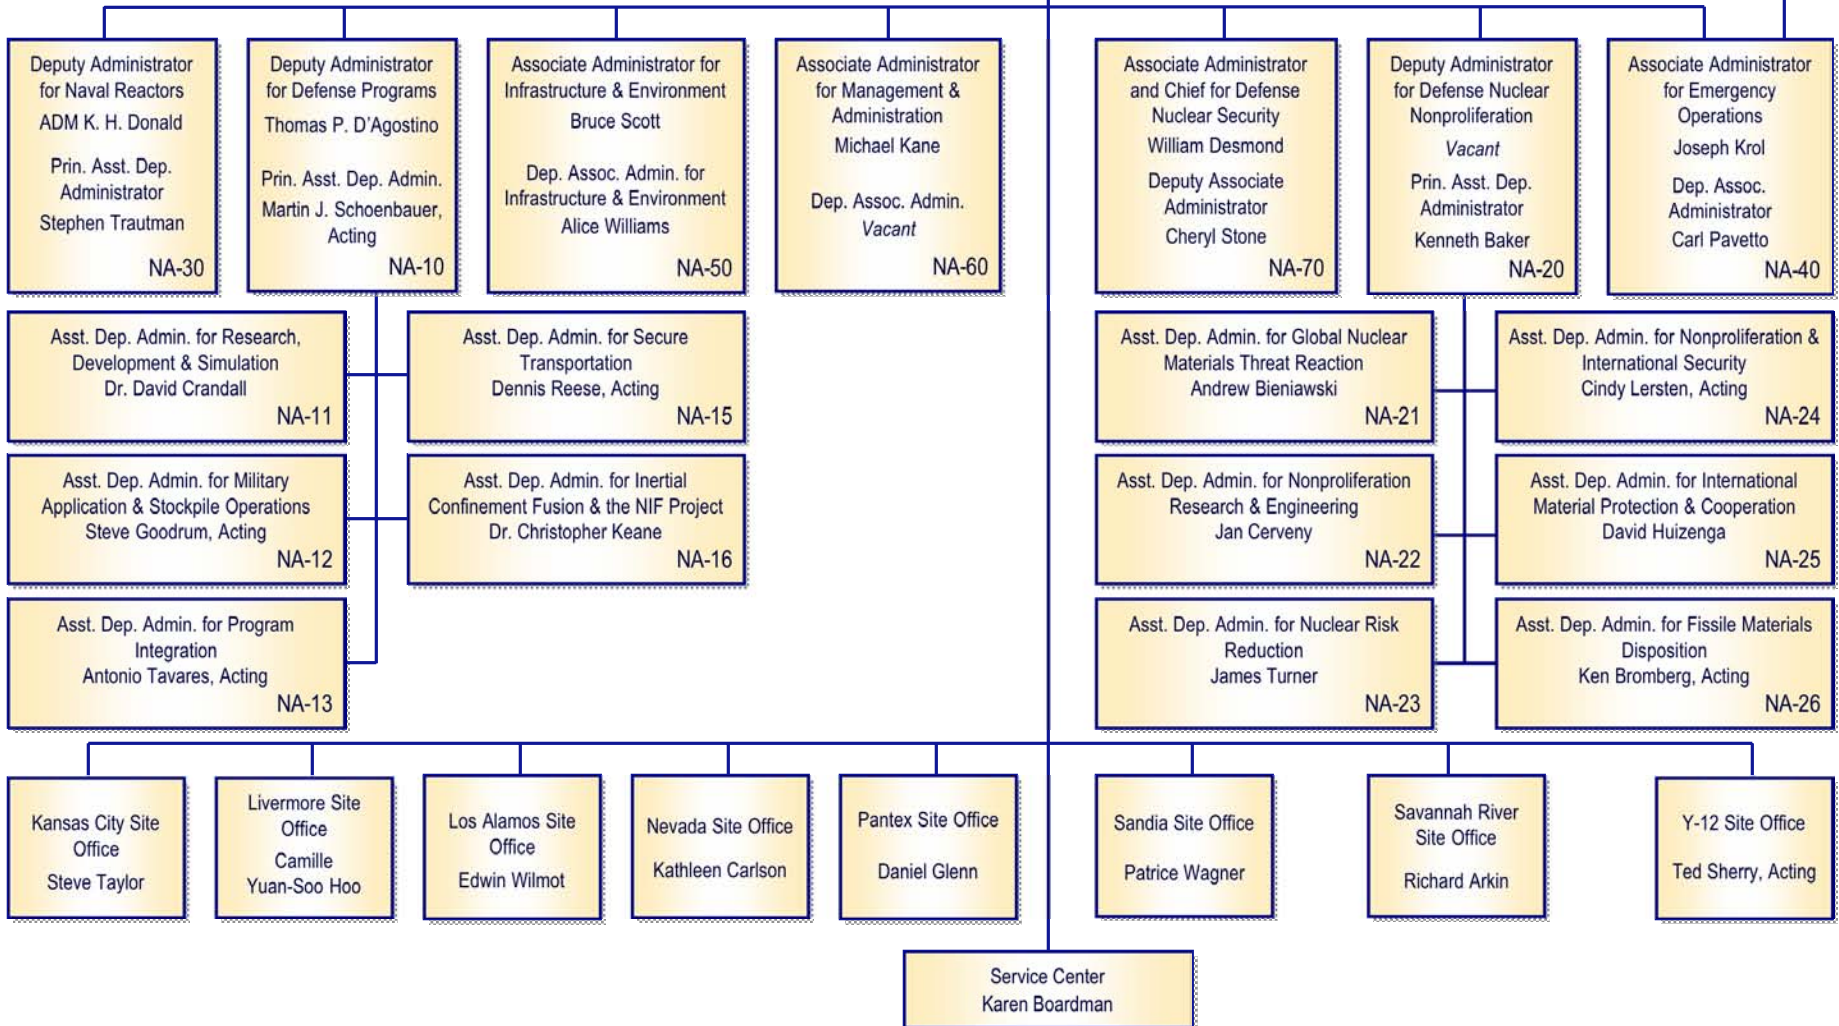 Deputy Administrator
for Naval Reactors
ADM K. H. Donald
Prin. Asst. Dep.
Administrator
Stephen Trautman
NA-30
Deputy Administrator
for Defense Programs
Thomas P. D'Agostino
Prin. Asst. Dep. Admin.
Martin J. Schoenbauer,
Acting
NA-10
Associate Administrator for
Infrastructure & Environment
Bruce Scott
Dep. Assoc. Admin. for
Infrastructure & Environment
Alice Williams
NA-50
Associate Administrator
for Management &
Administration
Michael Kane
Dep. Assoc. Admin.
Vacant
NA-60
Associate Administrator
and Chief for Defense
Nuclear Security
William Desmond
Deputy Associate
Administrator
Cheryl Stone
NA-70
Deputy Administrator
for Defense Nuclear
Nonproliferation
Vacant
Prin. Asst. Dep.
Administrator
Kenneth Baker
NA-20
Associate Administrator
for Emergency
Operations
Joseph Krol
Dep. Assoc.
Administrator
Carl Pavetto
NA-40
Asst. Dep. Admin. for Research,
Development & Simulation
Dr. David Crandall
NA-11
Asst. Dep. Admin. for Secure
Transportation
Dennis Reese, Acting
NA-15
Asst. Dep. Admin. for Global Nuclear
Materials Threat Reaction
Andrew Bieniawski
NA-21
Asst. Dep. Admin. for Nonproliferation &
International Security
Cindy Lersten, Acting
NA-24
Asst. Dep. Admin. for Military
Application & Stockpile Operations
Steve Goodrum, Acting
NA-12
Asst. Dep. Admin. for Inertial
Confinement Fusion & the NIF Project
Dr. Christopher Keane
NA-16
Asst. Dep. Admin. for Nonproliferation
Research & Engineering
Jan Cerveny
NA-22
Asst. Dep. Admin. for International
Material Protection & Cooperation
David Huizenga
NA-25
Asst. Dep. Admin. for Program
Integration
Antonio Tavares, Acting
NA-13
Asst. Dep. Admin. for Nuclear Risk
Reduction
James Turner
NA-23
Asst. Dep. Admin. for Fissile Materials
Disposition
Ken Bromberg, Acting
NA-26
Kansas City Site
Office
Steve Taylor
Livermore Site
Office
Camille
Yuan-Soo Hoo
Los Alamos Site
Office
Edwin Wilmot
Nevada Site Office
Kathleen Carlson
Pantex Site Office
Daniel Glenn
Sandia Site Office
Patrice Wagner
Savannah River
Site Office
Richard Arkin
Y-12 Site Office
Ted Sherry, Acting
Service Center
Karen Boardman